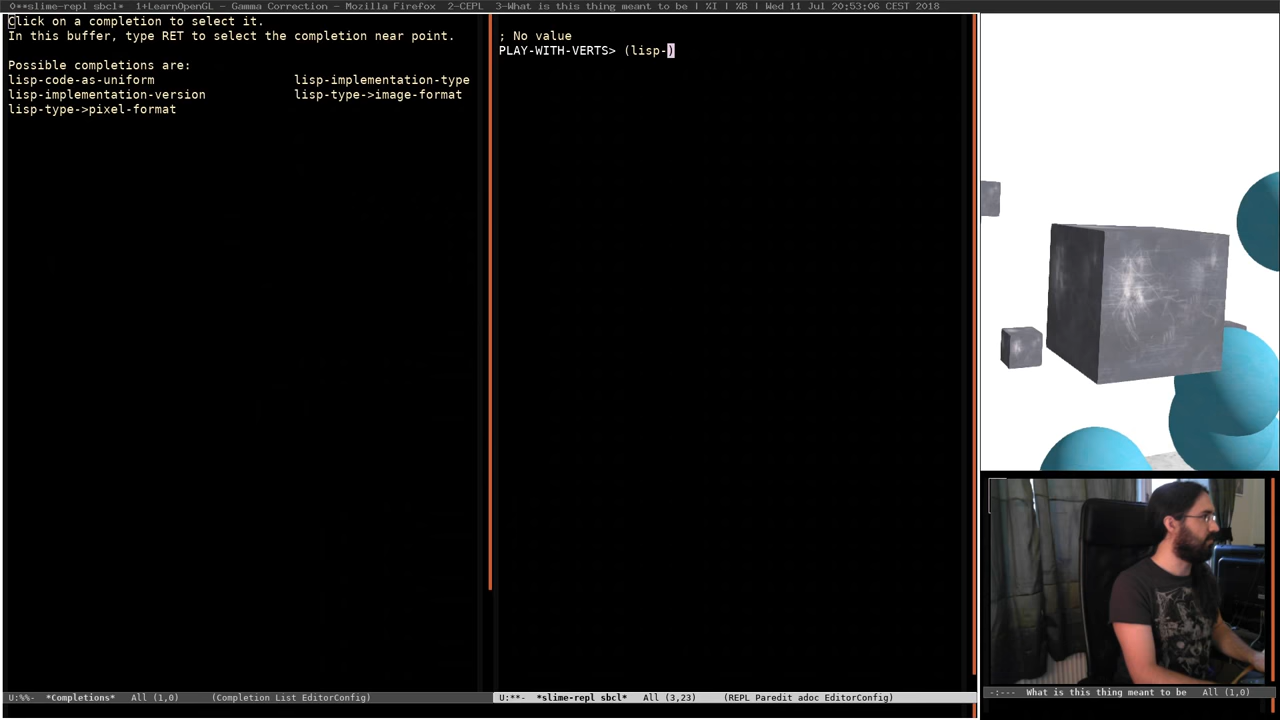 0**slime-repl sbcl*  1+LearnOpenGL - Gamma Correction - Mozilla Firefox  2-CEPL  3-What is this thing meant to be | %I | %B | Wed 11 Jul 20:53:06 CEST 2018
Click on a completion to select it.
In this buffer, type RET to select the completion near point.
Possible completions are:
lisp-code-as-uniform lisp-implementation-type
lisp-implementation-version lisp-type->image-format
lisp-type->pixel-format
; No value
PLAY-WITH-VERTS> (lisp-)
U:%%-  *Completions*  All (1,0)  (Completion List EditorConfig)
U:**-  *slime-repl sbcl*  All (3,23)  (REPL Paredit adoc EditorConfig)
-:---  What is this thing meant to be  All (1,0)